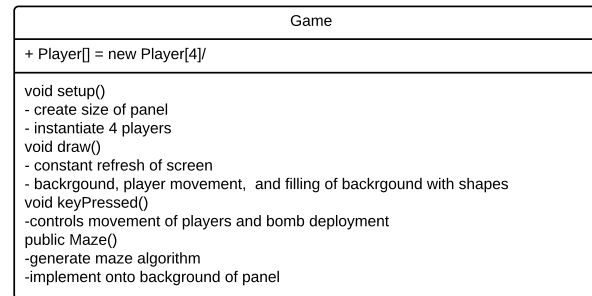 Game
+ Player[] = new Player[4]/
void setup()
- create size of panel
- instantiate 4 players
void draw()
- constant refresh of screen
- backrgound, player movement,  and filling of backrgound with shapes
void keyPressed()
-controls movement of players and bomb deployment
public Maze()
-generate maze algorithm
-implement onto background of panel